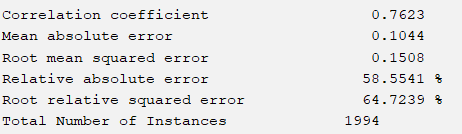 Correlation coefficient 0.7623
Mean absolute error 0.1044
Root mean squared error 0.1508
Relative absolute error 58.5541 %
Root relative squared error 64.7239 %
Total Number of Instances 1994